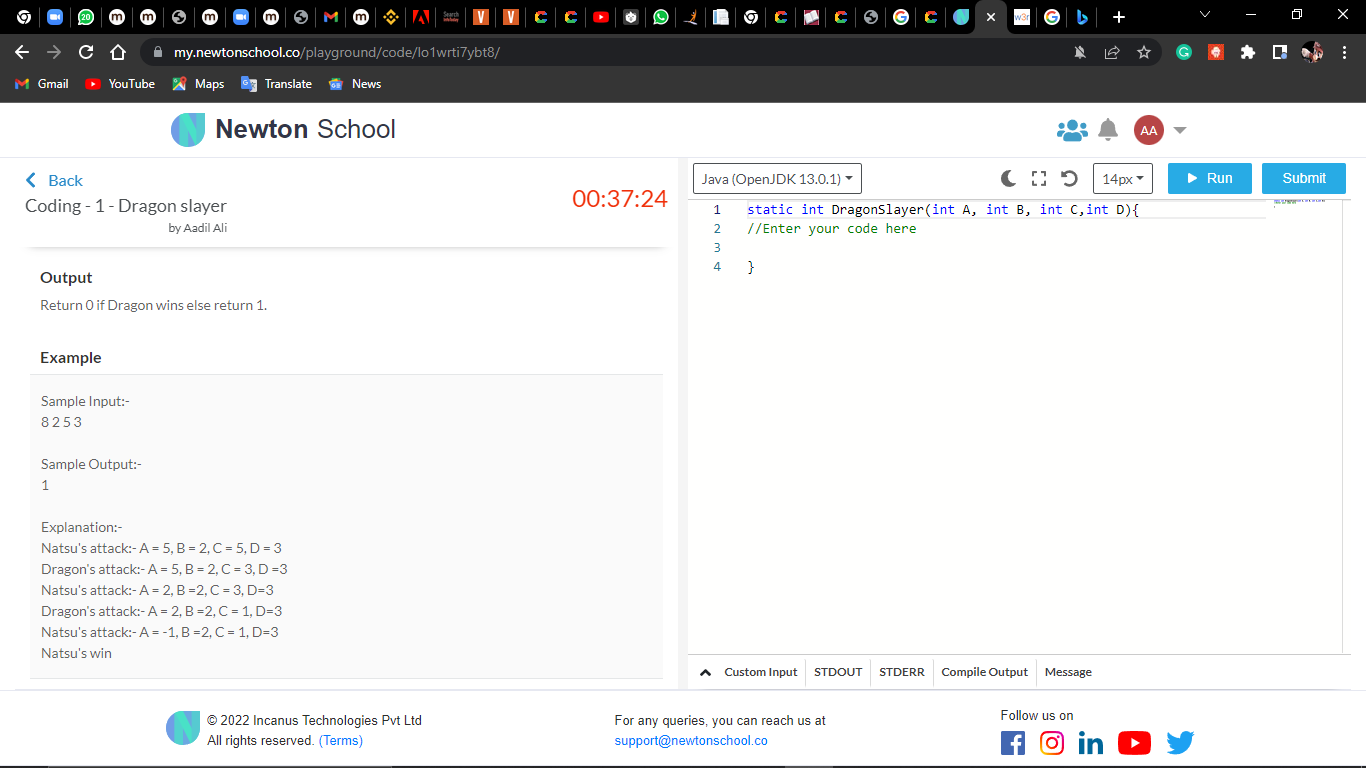 my.newtonschool.co/playground/code/lo1wrti7ybt8/
Gmail
YouTube
Maps
Translate
News
Newton School
AA
Back
Coding - 1 - Dragon slayer
by Aadil Ali
00:37:24
Output
Return 0 if Dragon wins else return 1.
Example
Sample Input:-
8 2 5 3
Sample Output:-
1
Explanation:-
Natsu's attack:- A = 5, B = 2, C = 5, D = 3
Dragon's attack:- A = 5, B = 2, C = 3, D =3
Natsu's attack:- A = 2, B =2, C = 3, D=3
Dragon's attack:- A = 2, B =2, C = 1, D=3
Natsu's attack:- A = -1, B =2, C = 1, D=3
Natsu's win
Java (OpenJDK 13.0.1)
14px
Run
Submit
1 static int DragonSlayer(int A, int B, int C,int D){
2 //Enter your code here
3
4 }
Custom Input
STDOUT
STDERR
Compile Output
Message
© 2022 Incanus Technologies Pvt Ltd
All rights reserved. (Terms)
For any queries, you can reach us at
support@newtonschool.co
Follow us on